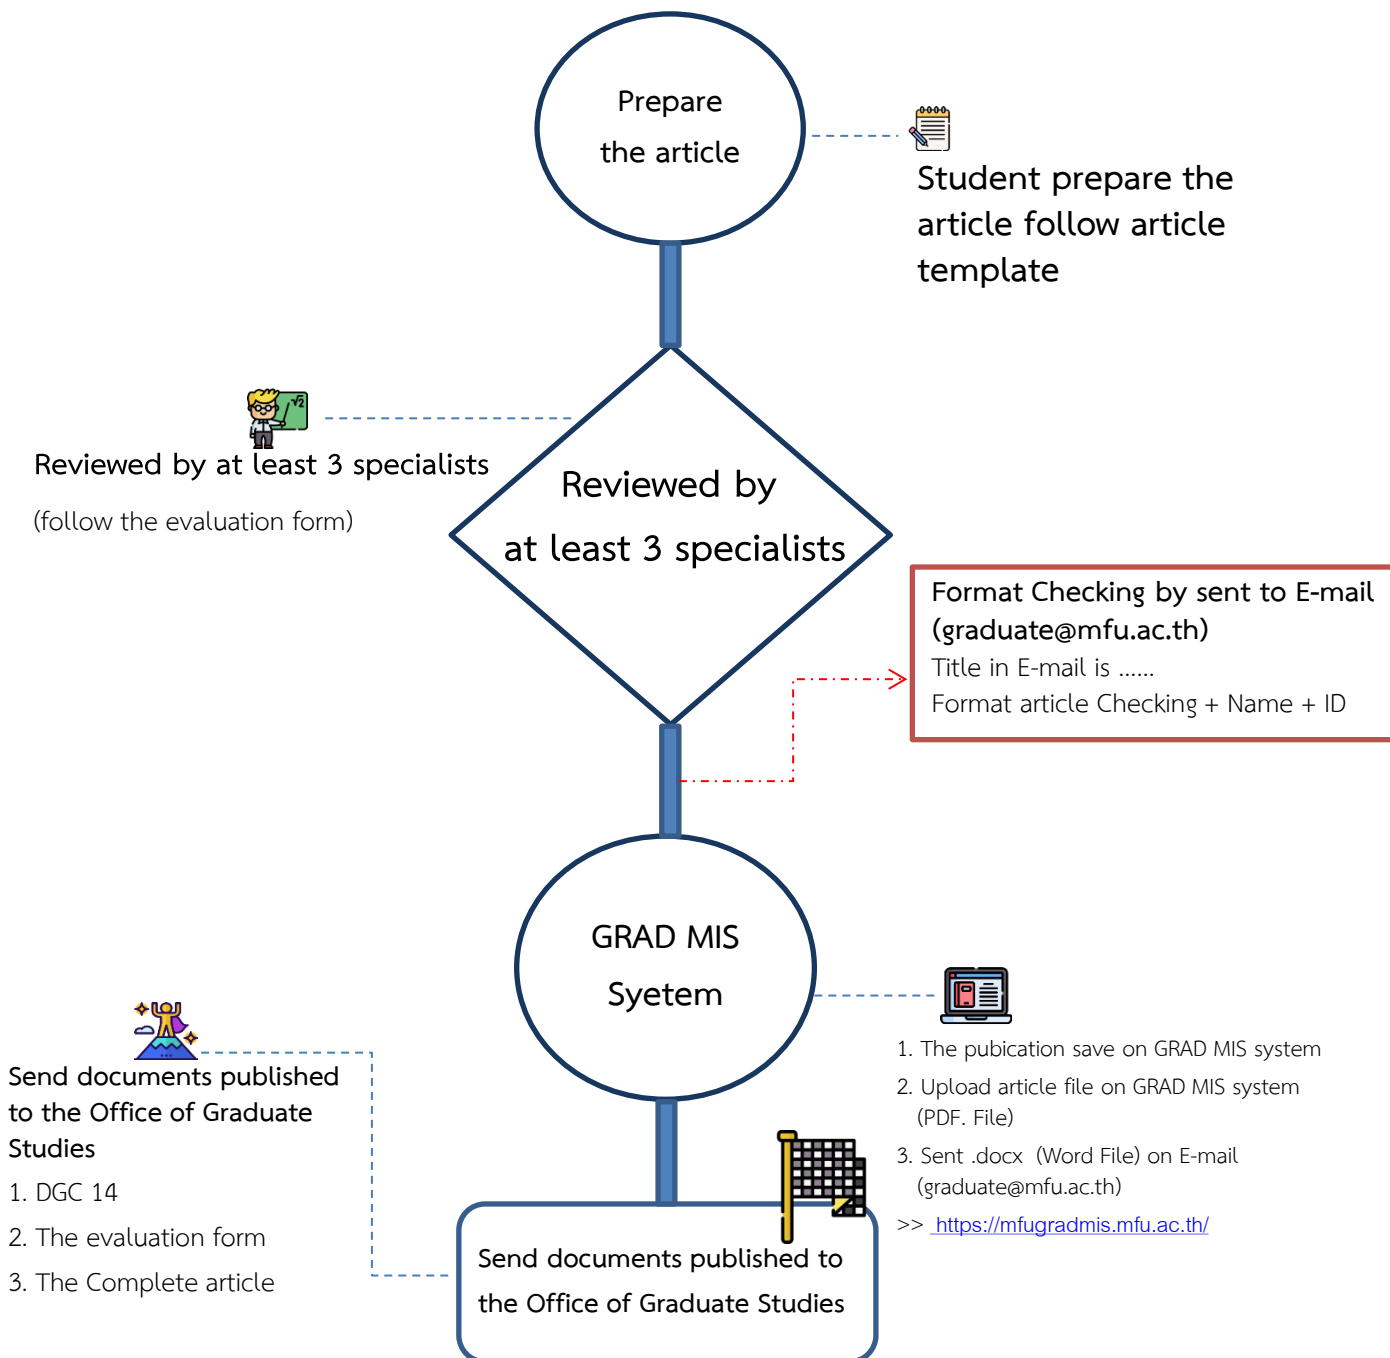 Prepare
the article
Student prepare the
article follow article
template
Reviewed by at least 3 specialists
(follow the evaluation form)
√2
Reviewed by
at least 3 specialists
Format Checking by sent to E-mail
(graduate@mfu.ac.th)
Title in E-mail is ......
Format article Checking + Name + ID
GRAD MIS
Syetem
1. The pubication save on GRAD MIS system
2. Upload article file on GRAD MIS system
(PDF. File)
3. Sent .docx (Word File) on E-mail
(graduate@mfu.ac.th)
>> https://mfugradmis.mfu.ac.th/
Send documents published
to the Office of Graduate
Studies
1. DGC 14
2. The evaluation form
3. The Complete article
Send documents published to
the Office of Graduate Studies